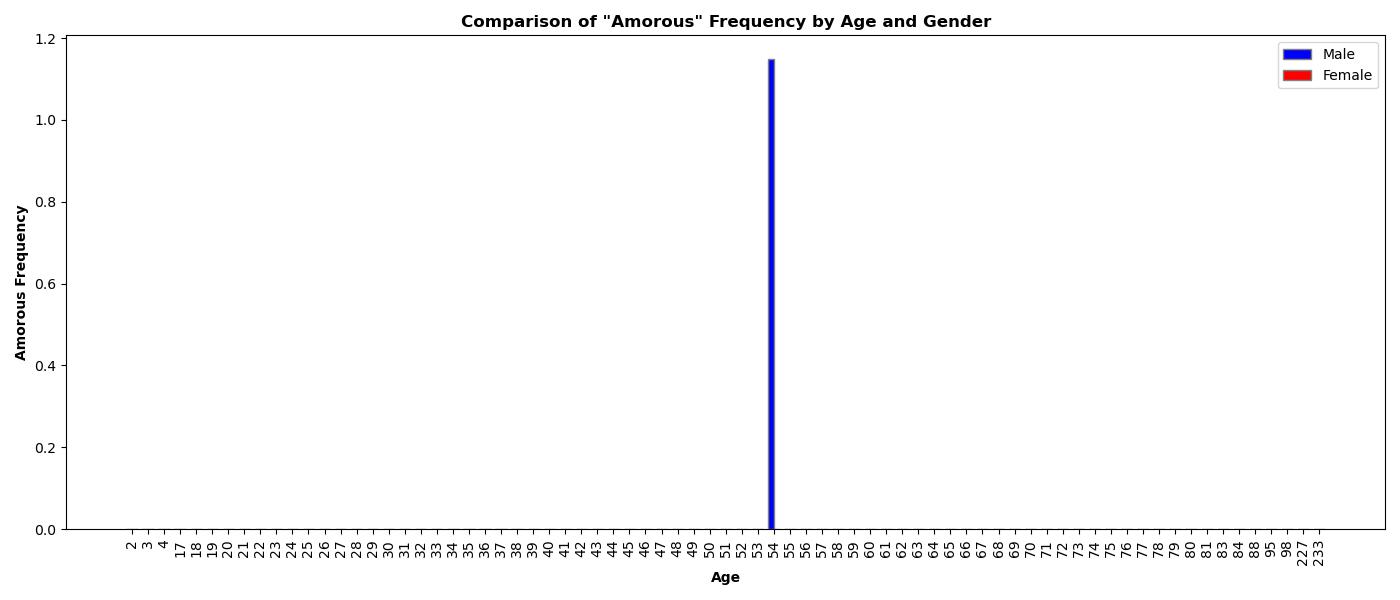 Comparison of "Amorous" Frequency by Age and Gender
Male
Female
Amorous Frequency
1.2
1.0
0.8
0.6
0.4
0.2
0.0
2 3 4 17 18 19 20 21 22 23 24 25 26 27 28 29 30 31 32 33 34 35 36 37 38 39 40 41 42 43 44 45 46 47 48 49 50 51 52 53 54 55 56 57 58 59 60 61 62 63 64 65 66 67 68 69 70 71 72 73 74 75 76 77 78 79 80 81 83 84 88 95 98 227 233
Age